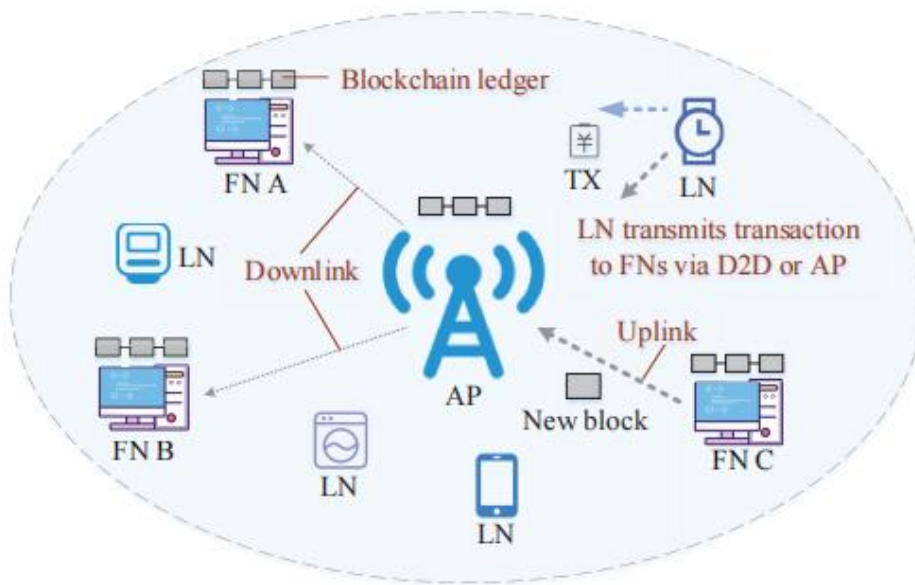 Blockchain ledger
FN A
¥
TX
LN
LN transmits transaction
to FNs via D2D or AP
LN
Downlink
Uplink
AP
New block
FN B
FN C
LN
LN